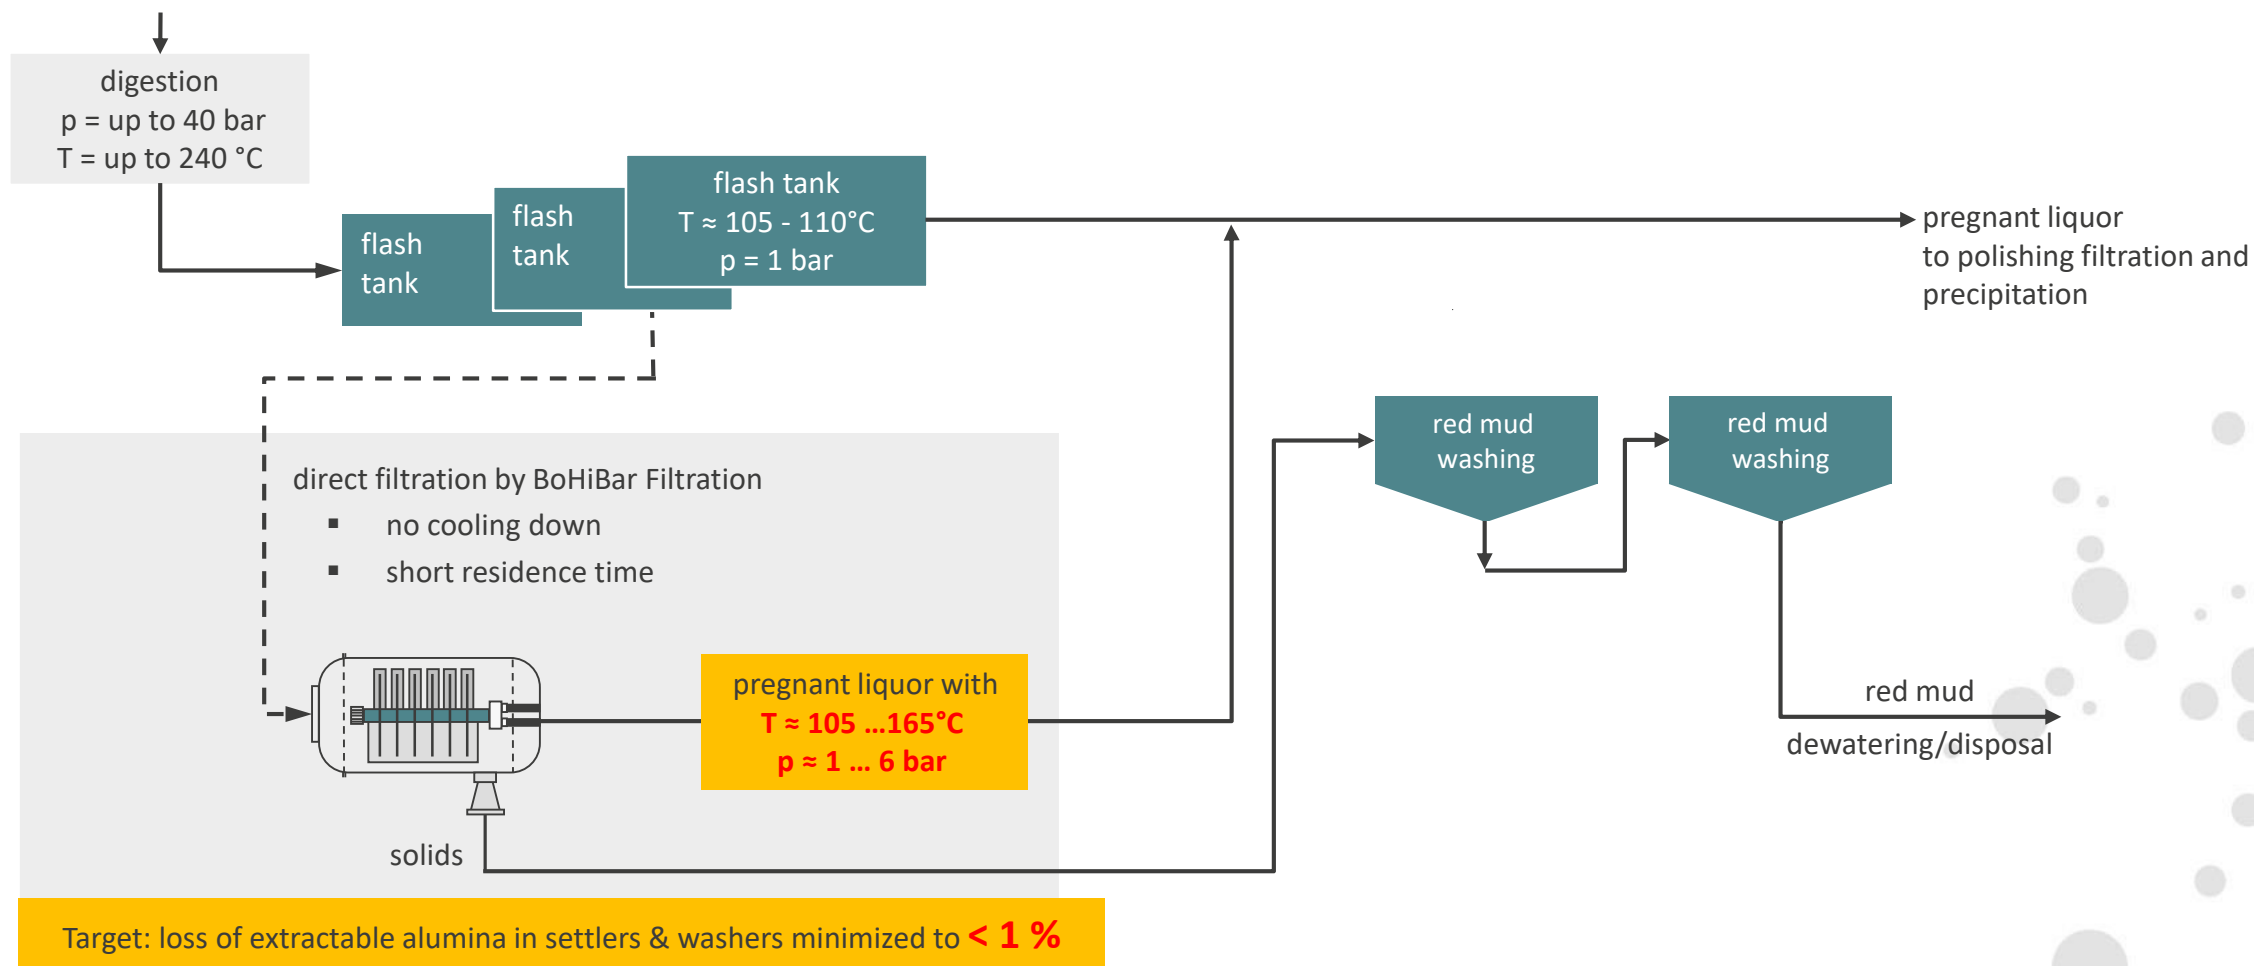 digestion
p = up to 40 bar
T = up to 240 °C
flash
tank
flash
tank
flash tank
T ≈ 105 - 110°C
p = 1 bar
pregnant liquor
to polishing filtration and
precipitation
direct filtration by BoHiBar Filtration
▪ no cooling down
▪ short residence time
pregnant liquor with
T ≈ 105 ...165°C
p ≈ 1 ... 6 bar
solids
red mud
washing
red mud
washing
red mud
dewatering/disposal
Target: loss of extractable alumina in settlers & washers minimized to < 1 %